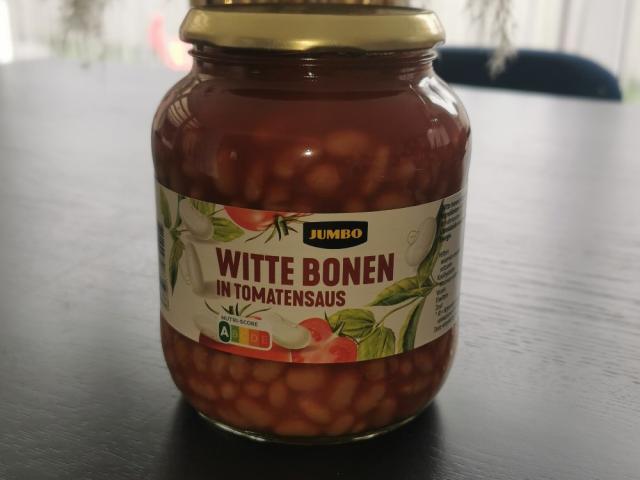 JUMBO
WITTE BONEN
IN TOMATENSAUS
NUTRI-SCORE
A B C D E